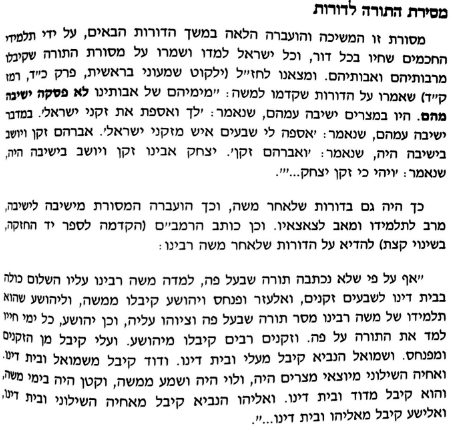 מסירת התורה לדורות
מסורת זו המשיכה והועברה הלאה במשך הדורות הבאים, על ידי תלמידי
החכמים שחיו בכל דור, וכל ישראל למדו ושמרו על מסורת התורה שקיבלו
מרבותיהם ואבותיהם. ומצאנו לחז"ל (ילקוט שמעוני בראשית, פרק כ"ד, רמז
ק"ד) שאמרו על הדורות שקדמו למשה: "מימיהם של אבותינו לא פסקה ישיבה
מהם. היו במצרים ישיבה עמהם, שנאמר: 'לך ואספת את זקני ישראל'. במדבר
ישיבה עמהם, שנאמר: 'אספה לי שבעים איש מזקני ישראל'. אברהם זקן ויושב
בישיבה היה, שנאמר: 'ואברהם זקן'. יצחק אבינו זקן ויושב בישיבה היה,
שנאמר: 'ויהי כי זקן יצחק...'".
כך היה גם בדורות שלאחר משה, וכך הועברה המסורת מישיבה לישיבה,
מרב לתלמידו ומאב לצאצאיו. וכן כותב הרמב"ם (הקדמה לספר יד החזקה,
בשינוי קצת) להדיא על הדורות שלאחר משה רבינו:
"אף על פי שלא נכתבה תורה שבעל פה, למדה משה רבינו עליו השלום כולה
בבית דינו לשבעים זקנים, ואלעזר ופנחס ויהושע קיבלו ממשה, וליהושע שהוא
תלמידו של משה רבינו מסר תורה שבעל פה וציוהו עליה, וכן יהושע, כל ימי חייו
למד את התורה על פה. וזקנים רבים קיבלו מיהושע. ועלי קיבל מן הזקנים
ומפנחס. ושמואל הנביא קיבל מעלי ובית דינו. ודוד קיבל משמואל ובית דינו.
ואחיה השילוני מיוצאי מצרים היה, ולוי היה ושמע ממשה, וקטן היה בימי משה,
והוא קיבל מדוד ובית דינו. ואליהו הנביא קיבל מאחיה השילוני ובית דינו,
ואלישע קיבל מאליהו ובית דינו...".